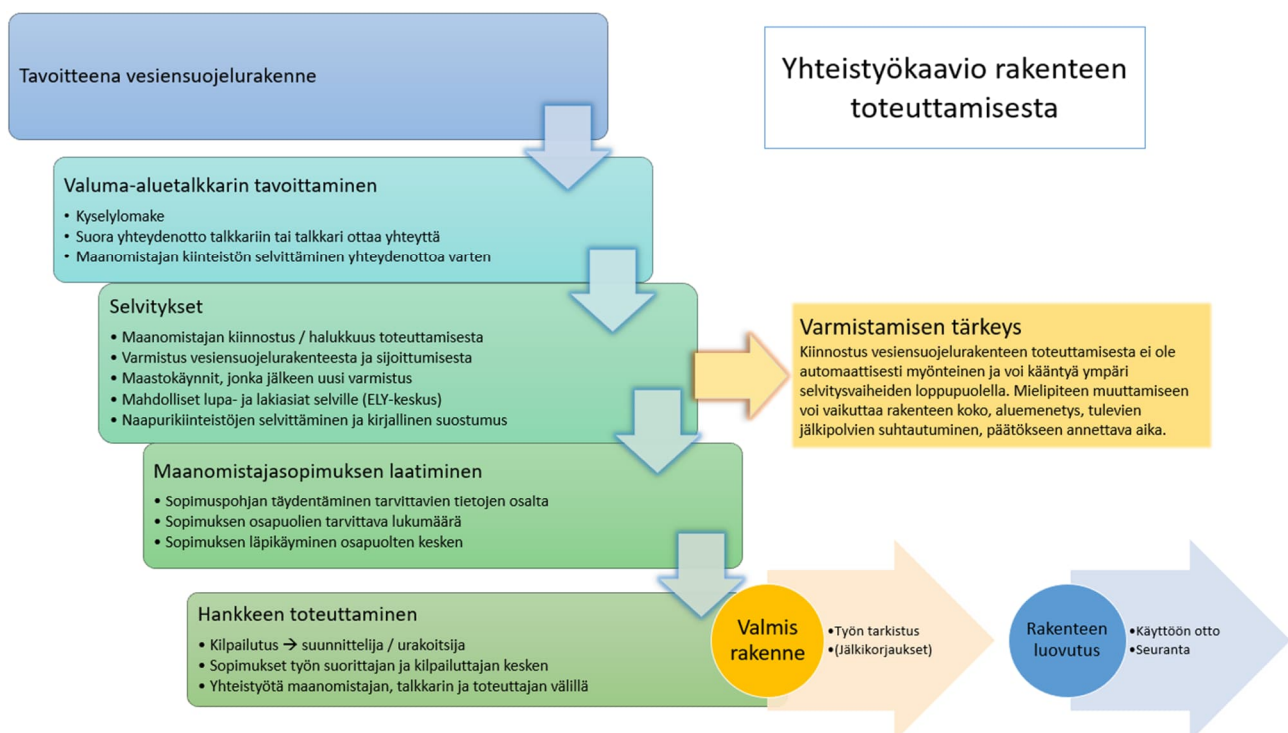 Tavoitteena vesiensuojelurakenne
Yhteistyökaavio rakenteen
toteuttamisesta
Valuma-aluetalkkarin tavoittaminen
• Kyselylomake
• Suora yhteydenotto talkkariin tai talkkari ottaa yhteyttä
• Maanomistajan kiinteistön selvittäminen yhteydenottoa varten
Selvitykset
• Maanomistajan kiinnostus / halukkuus toteuttamisesta
• Varmistus vesiensuojelurakenteesta ja sijoittumisesta
• Maastokäynnit, jonka jälkeen uusi varmistus
• Mahdolliset lupa- ja lakiasiat selville (ELY-keskus)
• Naapurikiinteistöjen selvittäminen ja kirjallinen suostumus
Varmistamisen tärkeys
Kiinnostus vesiensuojelurakenteen toteuttamisesta ei ole
automaattisesti myönteinen ja voi kääntyä ympäri
selvitysvaiheiden loppupuolella. Mielipiteen muuttamiseen
voi vaikuttaa rakenteen koko, aluemenetys, tulevien
jälkipolvien suhtautuminen, päätökseen annettava aika.
Maanomistajasopimuksen laatiminen
• Sopimuspohjan täydentäminen tarvittavien tietojen osalta
• Sopimuksen osapuolien tarvittava lukumäärä
• Sopimuksen läpikäyminen osapuolten kesken
Hankkeen toteuttaminen
• Kilpailutus → suunnittelija / urakoitsija
• Sopimukset työn suorittajan ja kilpailuttajan kesken
• Yhteistyötä maanomistajan, talkkarin ja toteuttajan välillä
Valmis
rakenne
•Työn tarkistus
•(Jälkikorjaukset)
Rakenteen
luovutus
•Käyttöön otto
•Seuranta